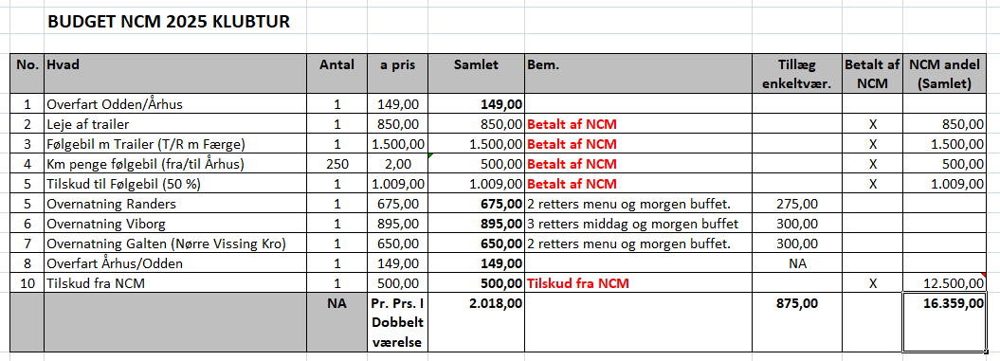 BUDGET NCM 2025 KLUBTUR
No. Hvad Antal a pris Samlet Bem. Tillæg enkeltvær. Betalt af NCM NCM andel (Samlet)
1 Overfart Odden/Århus 1 149,00 149,00
2 Leje af trailer 1 850,00 850,00 Betalt af NCM X 850,00
3 Følgebil m Trailer (T/R m Færge) 1 1.500,00 1.500,00 Betalt af NCM X 1.500,00
4 Km penge følgebil (fra/til Århus) 250 2,00 500,00 Betalt af NCM X 500,00
5 Tilskud til Følgebil (50 %) 1 1.009,00 1.009,00 Betalt af NCM X 1.009,00
5 Overnatning Randers 1 675,00 675,00 2 retters menu og morgen buffet. 275,00
6 Overnatning Viborg 1 895,00 895,00 3 retters middag og morgen buffet 300,00
7 Overnatning Galten (Nørre Vissing Kro) 1 650,00 650,00 2 retters menu og morgen buffet. 300,00
8 Overfart Århus/Odden 1 149,00 149,00 NA
10 Tilskud fra NCM 1 500,00 500,00 Tilskud fra NCM X 12.500,00
NA Pr. Prs. I Dobbelt værelse 2.018,00 875,00 16.359,00